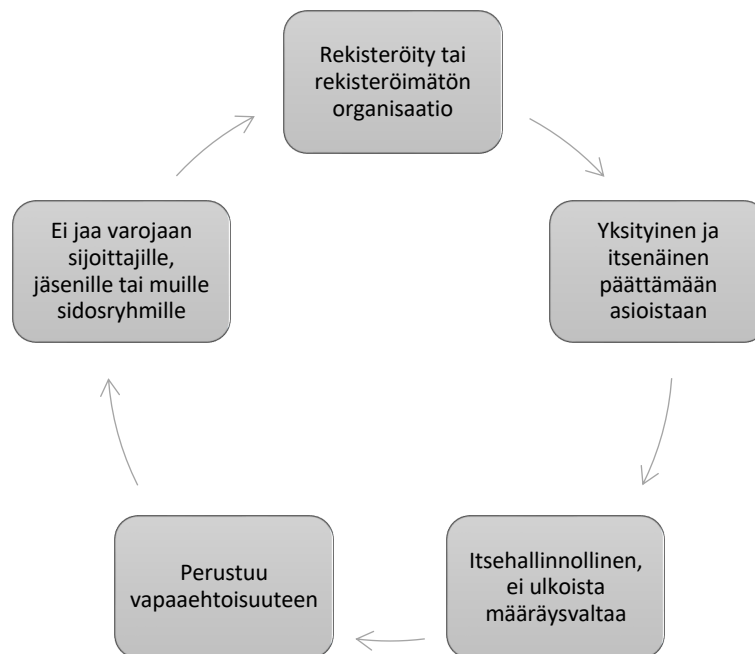 Rekisteröity tai
rekisteröimätön
organisaatio
Yksityinen ja
itsenäinen
päättämään
asioistaan
Itsehallinnollinen,
ei ulkoista
määräysvaltaa
Perustuu
vapaaehtoisuuteen
Ei jaa varojaan
sijoittajille,
jäsenille tai muille
sidosryhmille